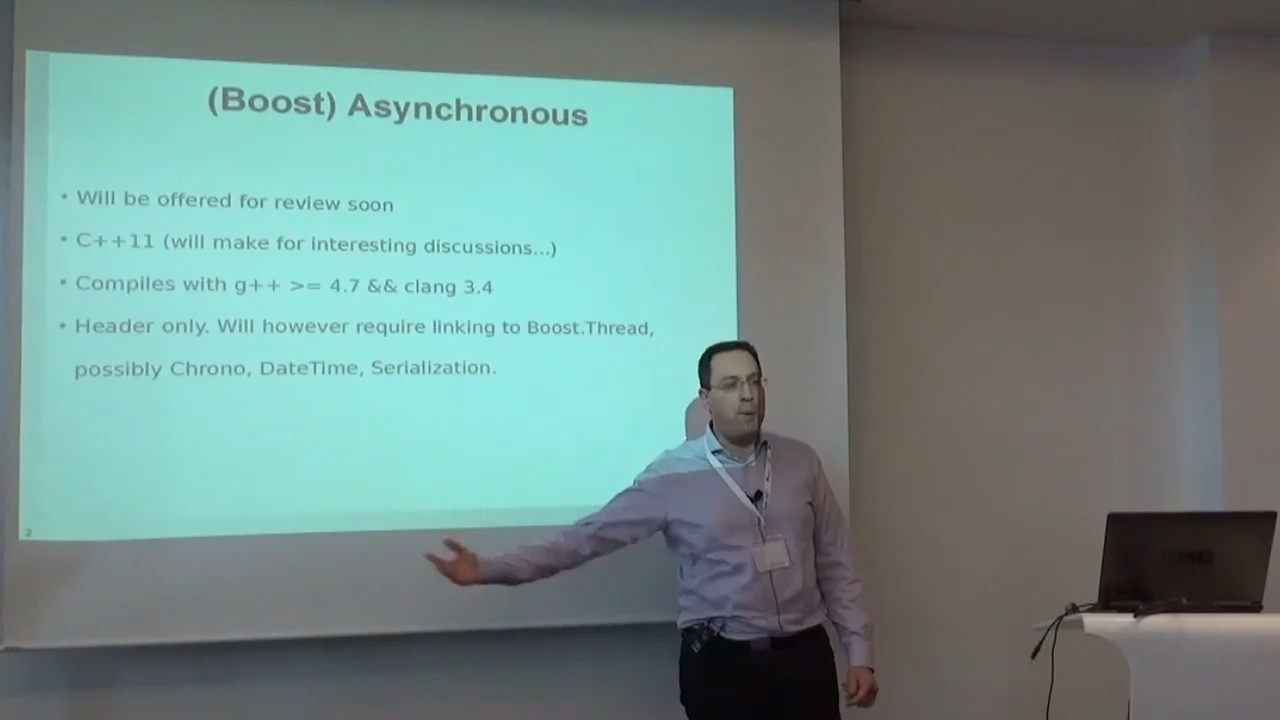 (Boost) Asynchronous
• Will be offered for review soon
• C++11 (will make for interesting discussions...)
• Compiles with g++ >= 4.7 && clang 3.4
• Header only. Will however require linking to Boost.Thread,
possibly Chrono, DateTime, Serialization.
2